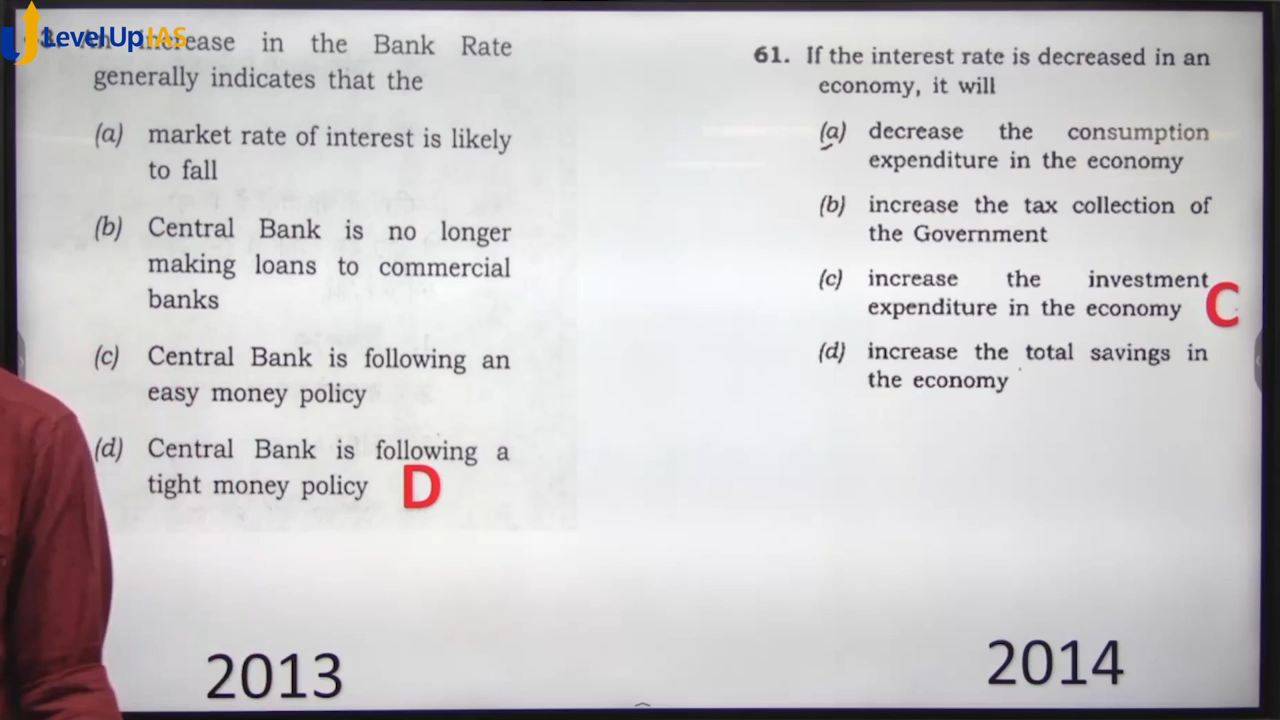 LevelUp IAS
An increase in the Bank Rate
generally indicates that the
(a) market rate of interest is likely
to fall
(b) Central Bank is no longer
making loans to commercial
banks
(c) Central Bank is following an
easy money policy
(d) Central Bank is following a
tight money policy D
2013
61. If the interest rate is decreased in an
economy, it will
(a) decrease the consumption
expenditure in the economy
(b) increase the tax collection of
the Government
(c) increase the investment
expenditure in the economy C
(d) increase the total savings in
the economy
2014